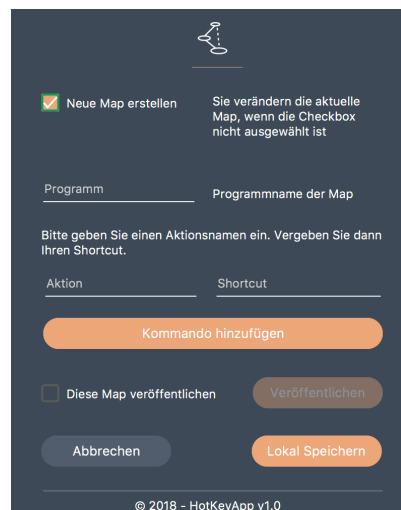 Neue Map erstellen
Sie verändern die aktuelle
Map, wenn die Checkbox
nicht ausgewählt ist
Programm
Programmname der Map
Bitte geben Sie einen Aktionsnamen ein. Vergeben Sie dann
Ihren Shortcut.
Aktion Shortcut
Kommando hinzufügen
Diese Map veröffentlichen Veröffentlichen
Abbrechen Lokal Speichern
© 2018 - HotKeyApp v1.0